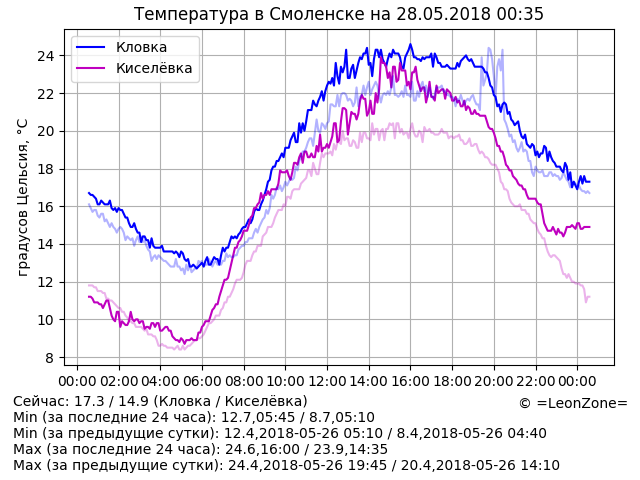 Температура в Смоленске на 28.05.2018 00:35
Кловка
Киселёвка
градусов Цельсия, °C
24
22
20
18
16
14
12
10
8
00:00 02:00 04:00 06:00 08:00 10:00 12:00 14:00 16:00 18:00 20:00 22:00 00:00
Сейчас: 17.3 / 14.9 (Кловка / Киселёвка)
© =LeonZone=
Min (за последние 24 часа): 12.7,05:45 / 8.7,05:10
Min (за предыдущие сутки): 12.4,2018-05-26 05:10 / 8.4,2018-05-26 04:40
Max (за последние 24 часа): 24.6,16:00 / 23.9,14:35
Max (за предыдущие сутки): 24.4,2018-05-26 19:45 / 20.4,2018-05-26 14:10